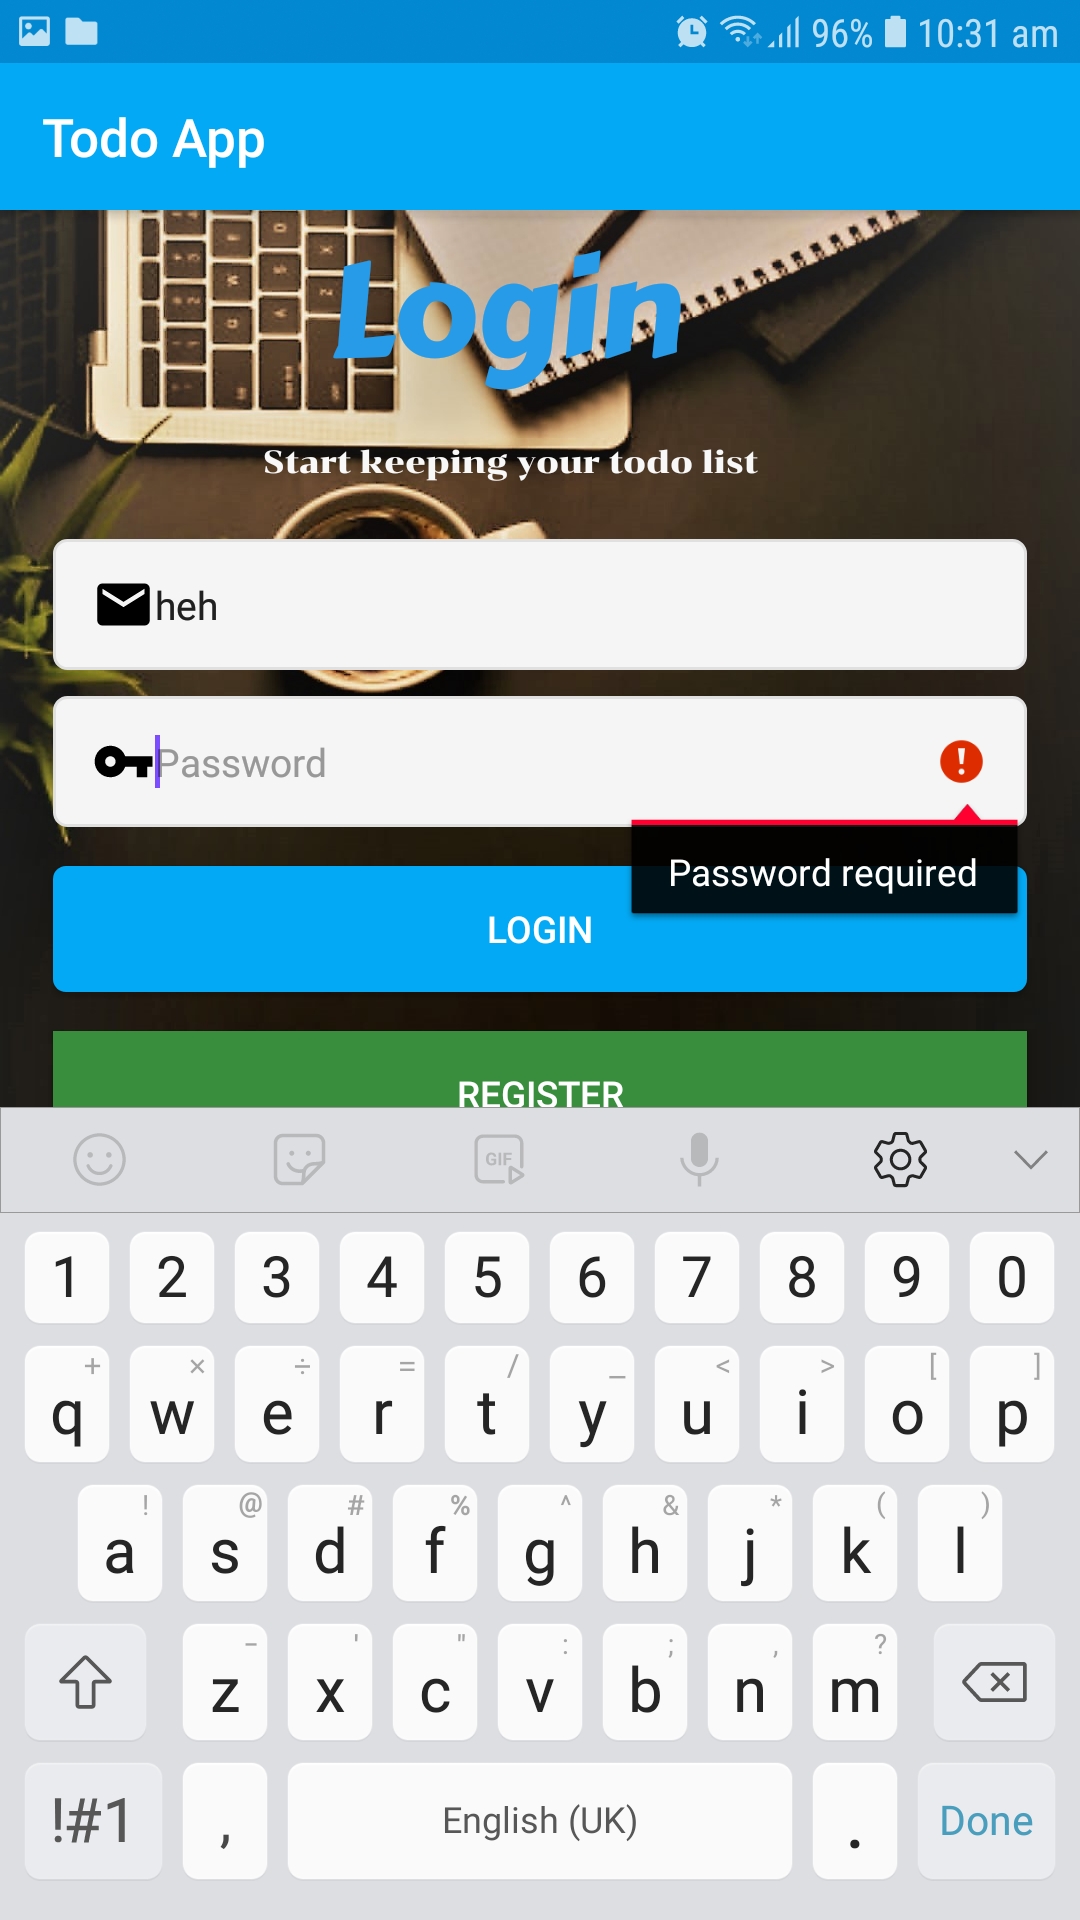 96% 10:31 am
Todo App
Login
Start keeping your todo list
heh
Password
Password required
LOGIN
REGISTER
GIF
1 2 3 4 5 6 7 8 9 0
+ × ÷ = / _ < > [ ]
q w e r t y u i o p
! @ # % ^ & * ( )
a s d f g h j k l
- ' " : ; , ?
z x c v b n m
!#1 , English (UK) . Done